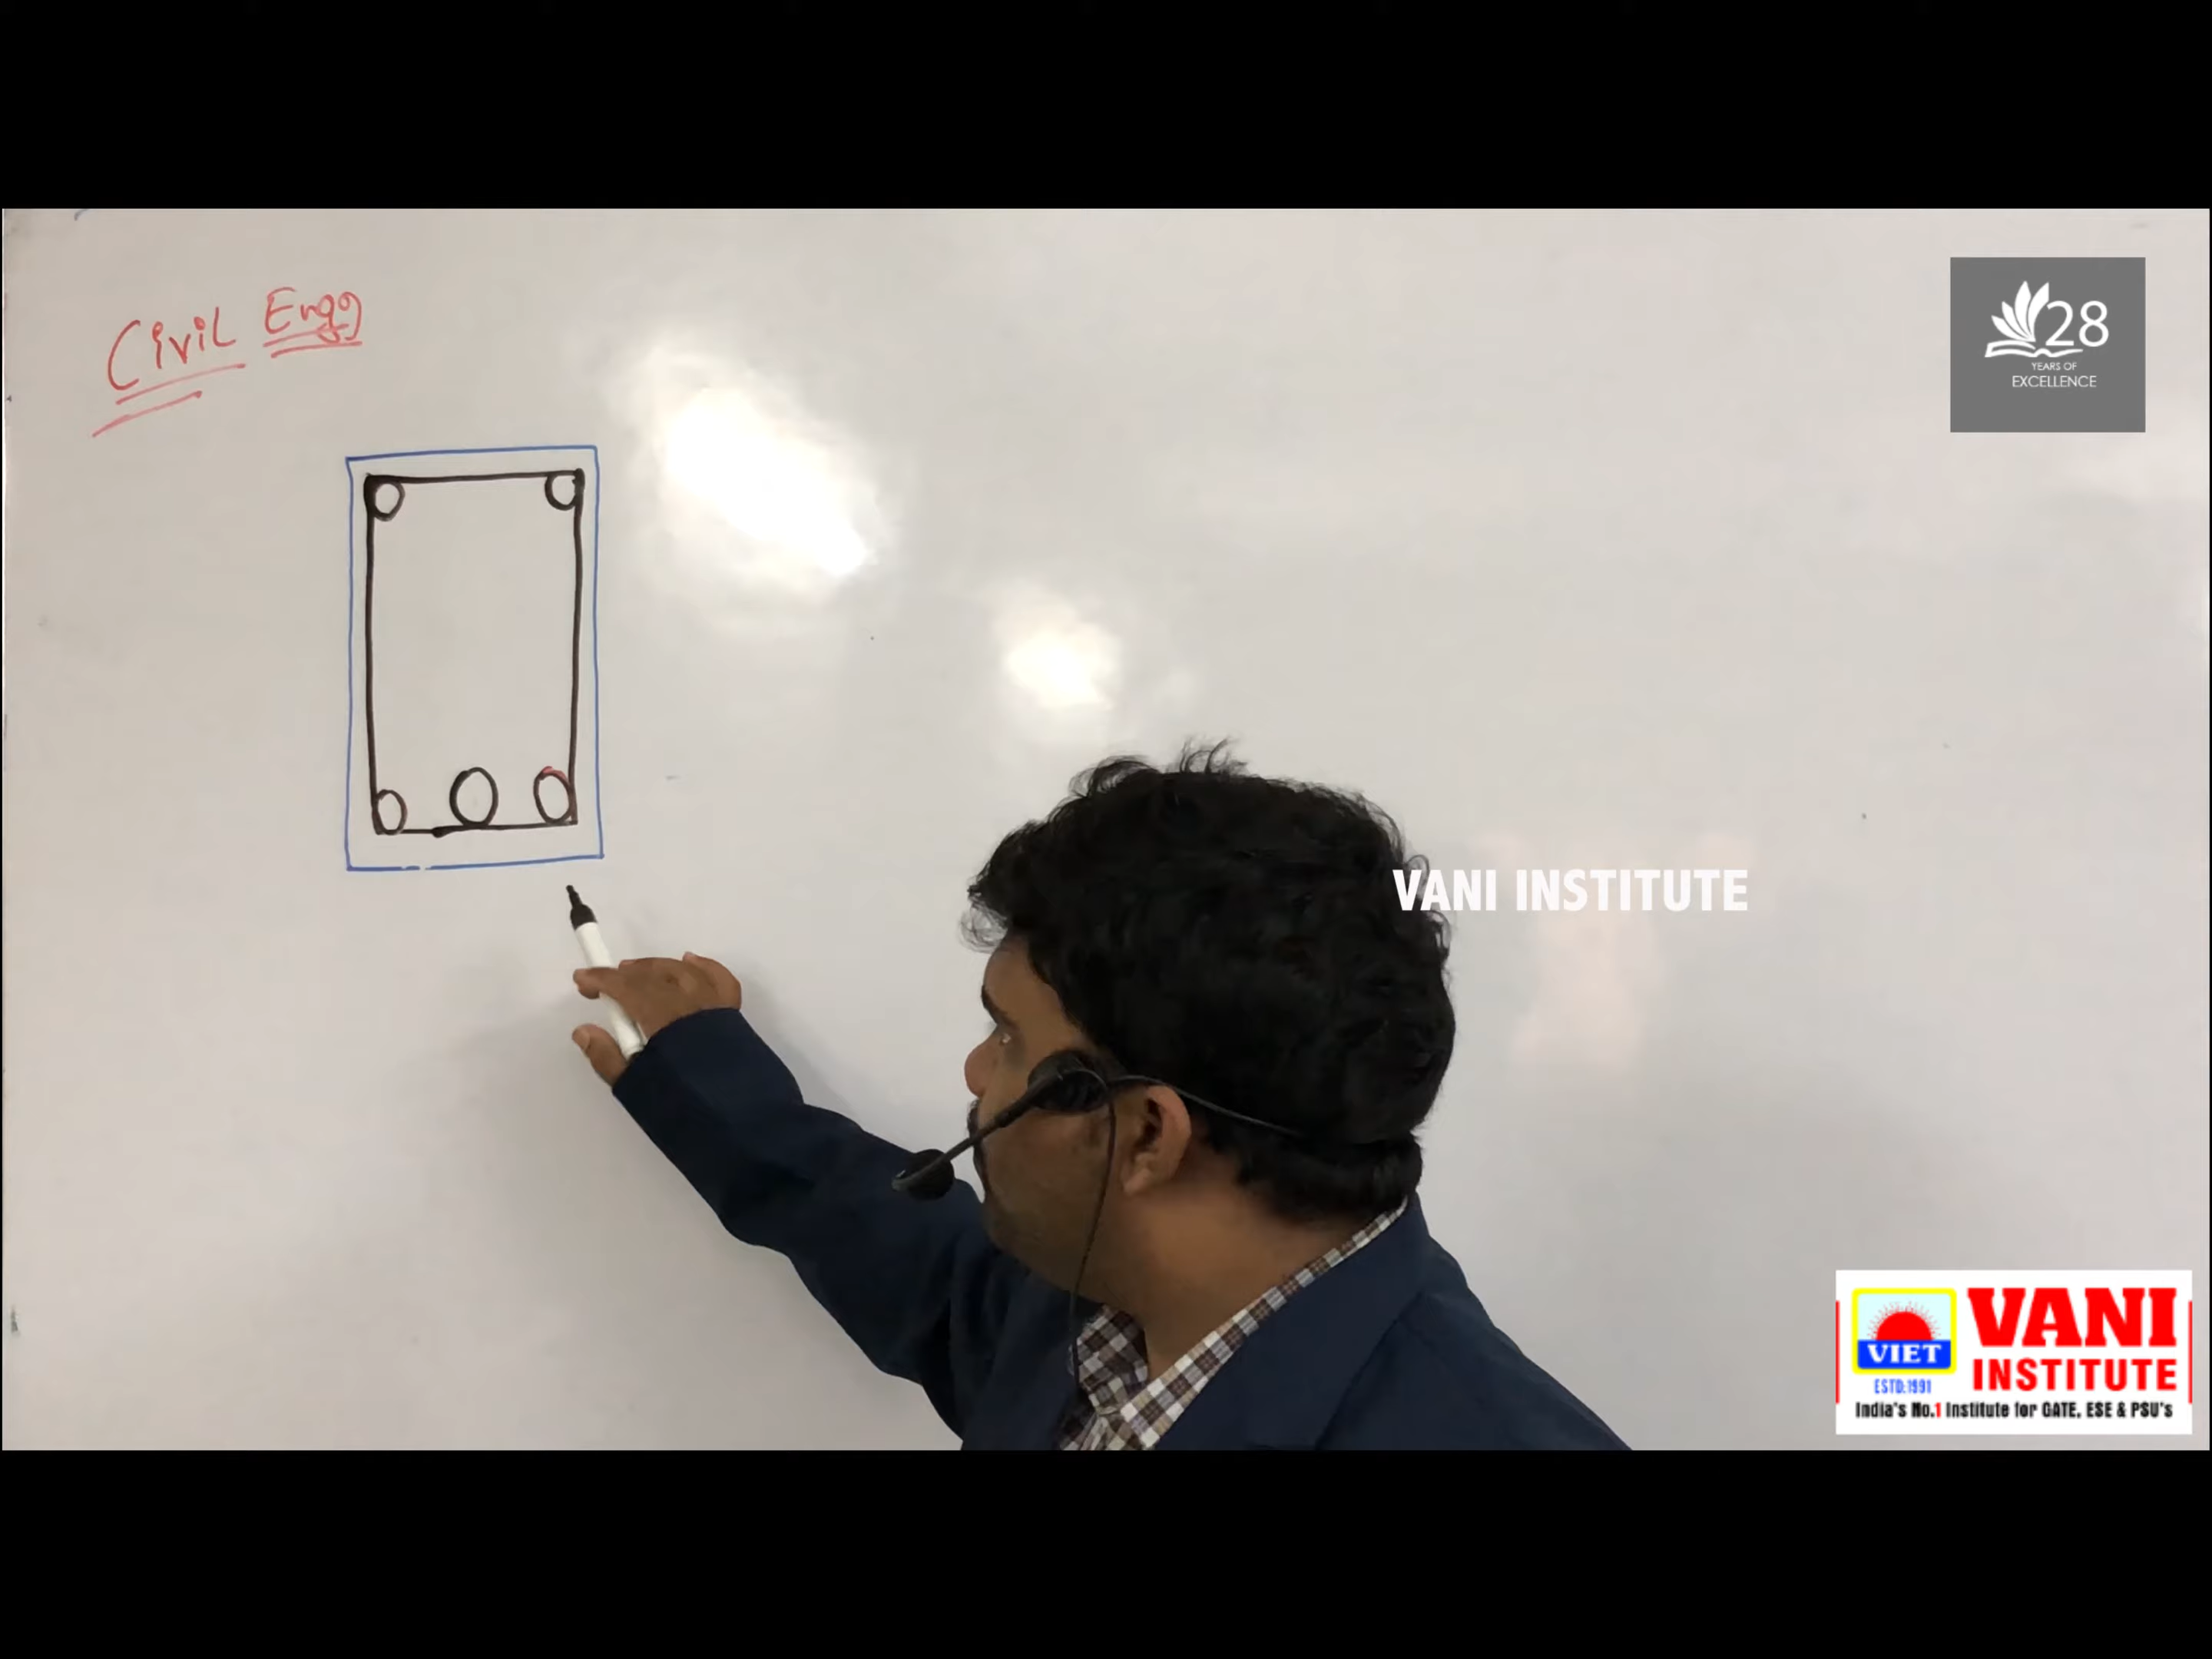 Civil Engg
28
YEARS OF
EXCELLENCE
VANI INSTITUTE
VIET
ESTD:1991
VANI
INSTITUTE
India's No.1 Institute for GATE, ESE & PSU's